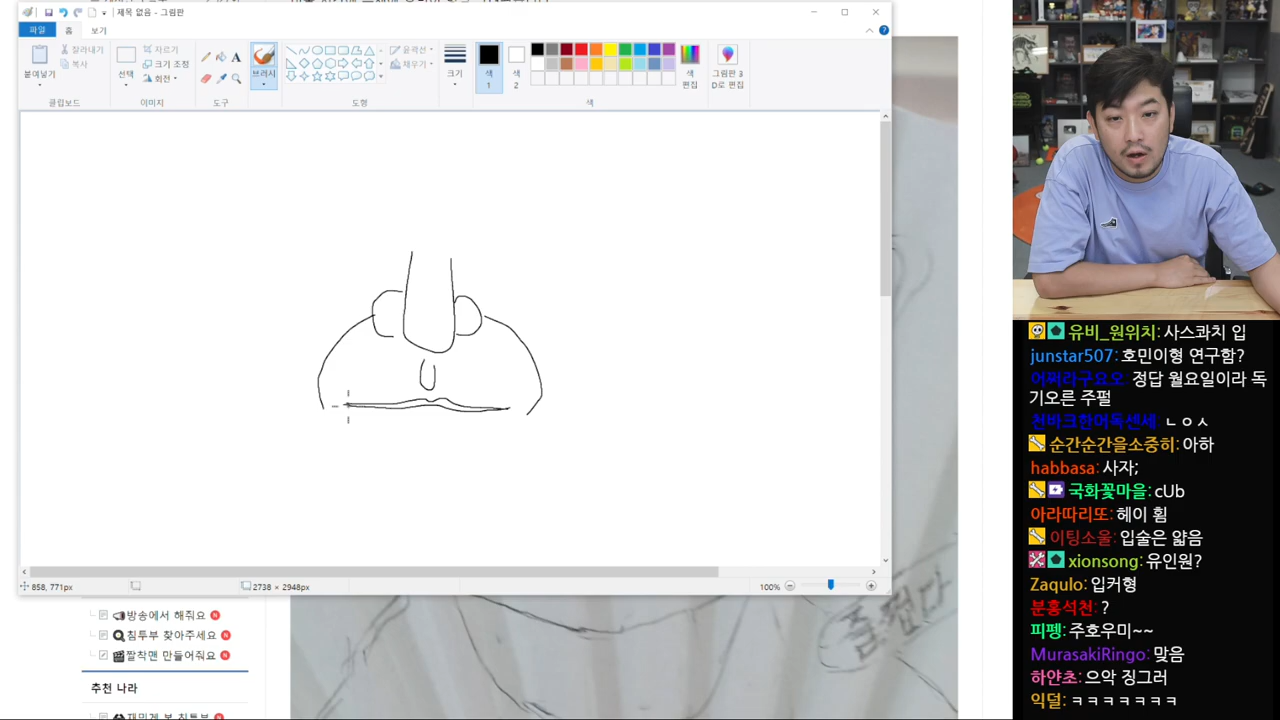 제목 없음 - 그림판
파일
홈
보기
붙여넣기
잘라내기
복사
클립보드
선택
자르기
크기 조정
회전
이미지
A
도구
브러시
윤곽선
채우기
도형
크기
색
1
색
2
색
편집
색
그림판 3
D로 편집
858, 771px
2738 × 2948px
100%
방송에서 해줘요 N
침투부 찾아주세요 N
짤착맨 만들어줘요 N
추천 나라
유비_원위치: 사스콰치 입
junstar507: 호민이형 연구함?
어쩌라구요오: 정답 월요일이라 독
기오른 주펄
천바크한머독센세: ㄴㅇㅅ
순간순간을소중히: 아하
habbasa: 사자;
국화꽃마을: cUb
아라따리또: 헤이 힘
이팅소울: 입술은 얇음
xionsong: 유인원?
Zaqulo: 입커형
분홍석천: ?
피펭: 주호우미~~
MurasakiRingo: 맞음
하얀초: 으악 징그러
익덜: ㅋㅋㅋㅋㅋㅋㅋ